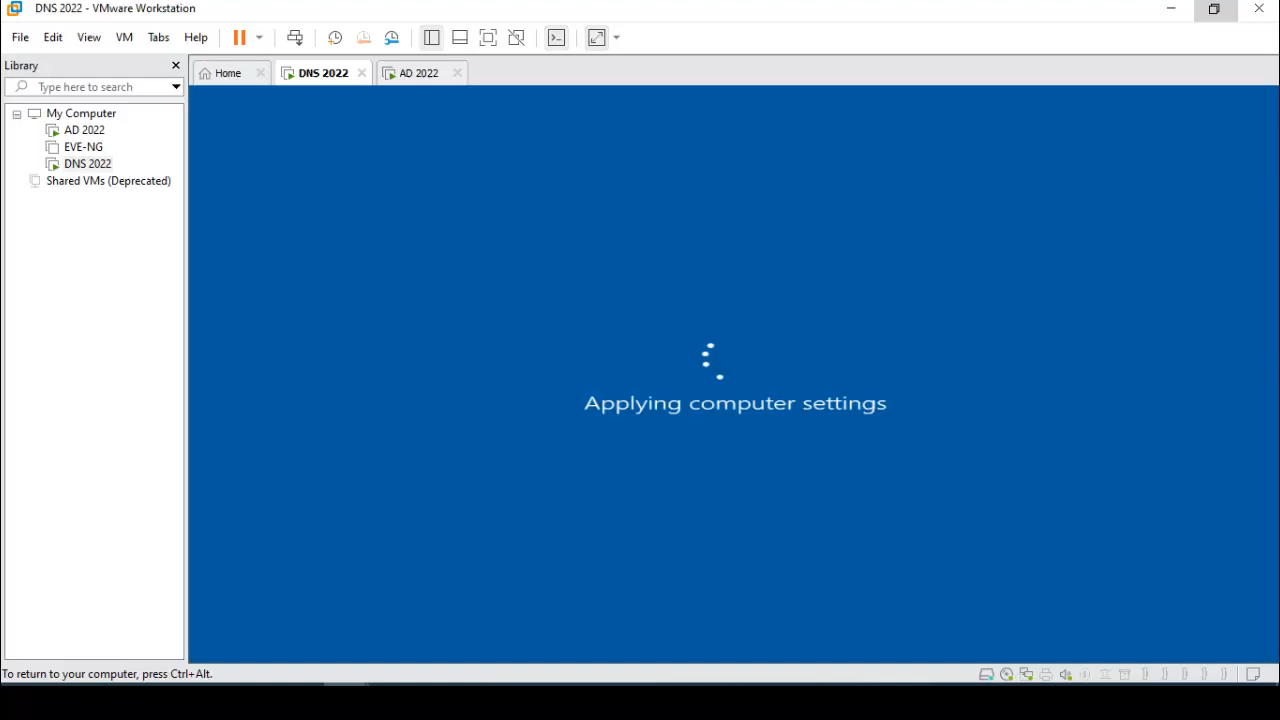 DNS 2022 - VMware Workstation
File Edit View VM Tabs Help
Library
Type here to search
Home
DNS 2022
AD 2022
My Computer
AD 2022
EVE-NG
DNS 2022
Shared VMs (Deprecated)
Applying computer settings
To return to your computer, press Ctrl+Alt.